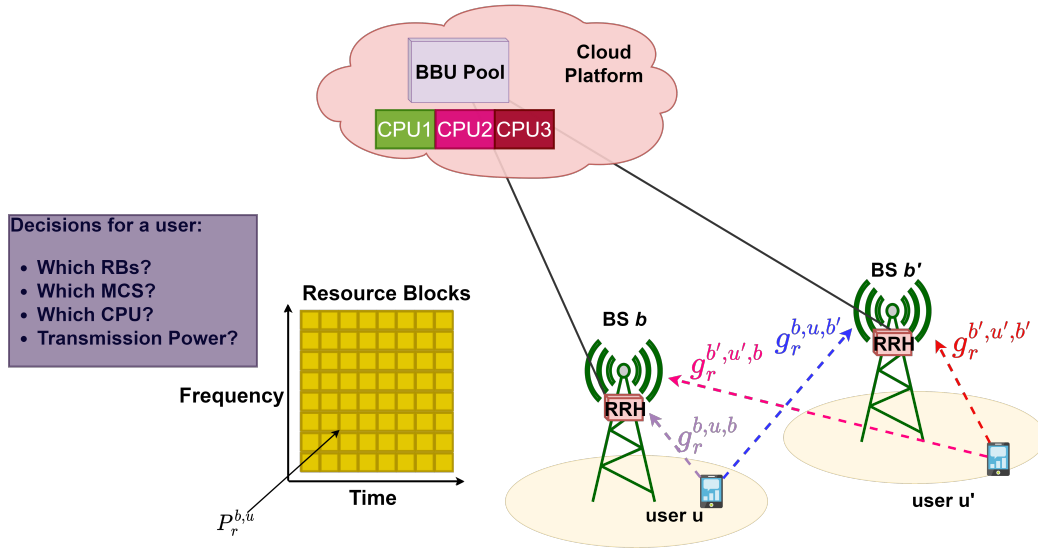 BBU Pool
Cloud
Platform
CPU1 CPU2 CPU3
Decisions for a user:
• Which RBs?
• Which MCS?
• Which CPU?
• Transmission Power?
Resource Blocks
Frequency
Time
P_r^{b,u}
BS b
RRH
g_r^{b,u,b}
user u
g_r^{b',u',b}
g_r^{b,u,b'}
BS b'
RRH
g_r^{b',u',b'}
user u'